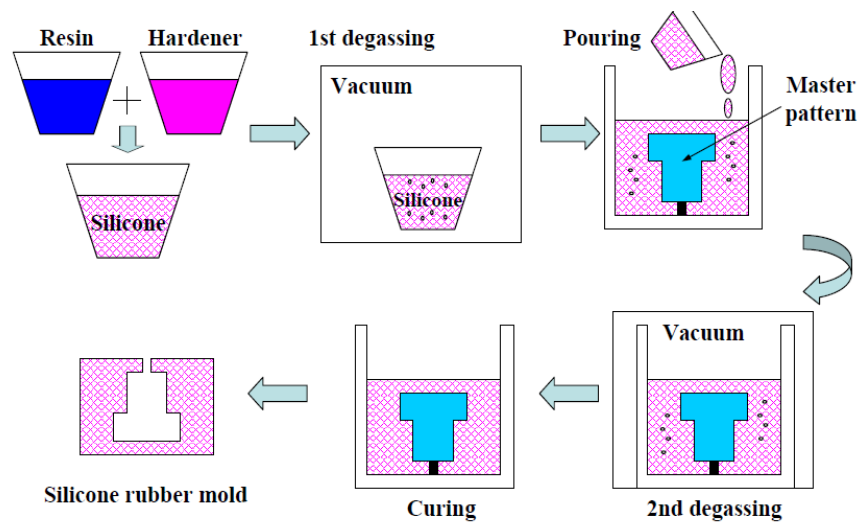 Resin
Hardener
1st degassing
Pouring
Vacuum
Master
pattern
Silicone
Silicone
Vacuum
Silicone rubber mold
Curing
2nd degassing